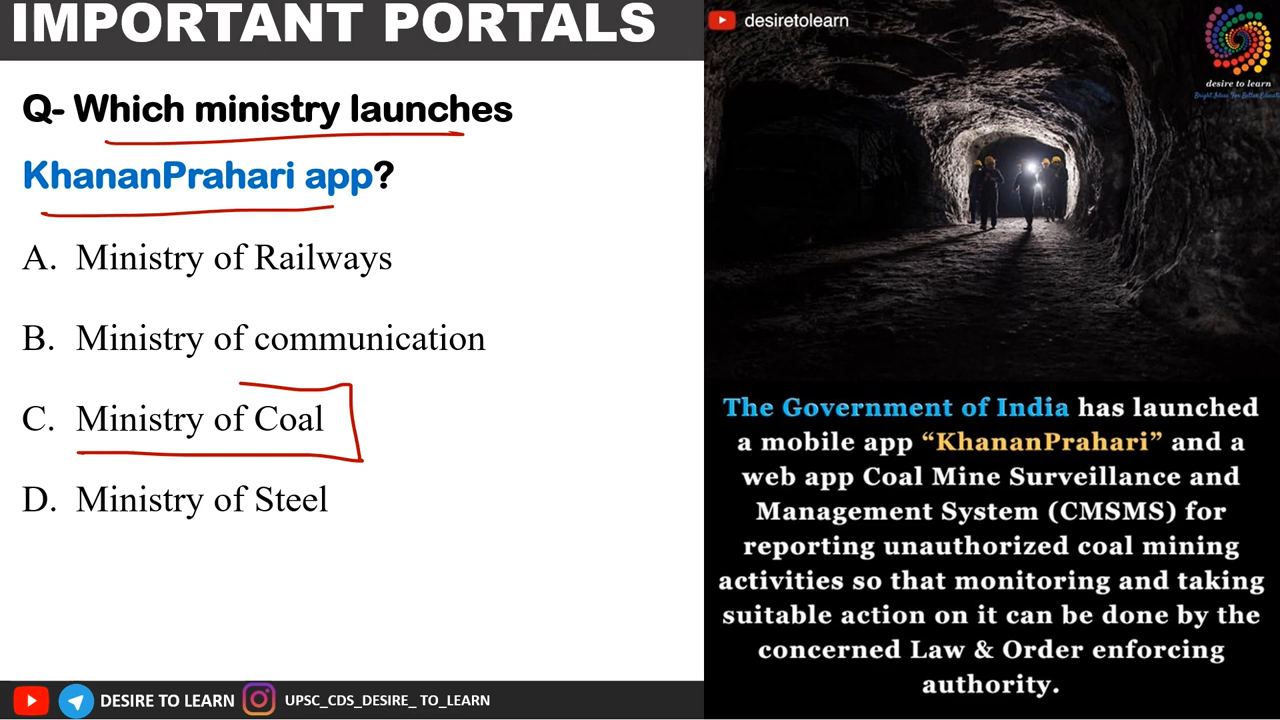 IMPORTANT PORTALS
Q- Which ministry launches
KhananPrahari app?
A. Ministry of Railways
B. Ministry of communication
C. Ministry of Coal
D. Ministry of Steel
desiretolearn
desire to learn
The Government of India has launched
a mobile app “KhananPrahari” and a
web app Coal Mine Surveillance and
Management System (CMSMS) for
reporting unauthorized coal mining
activities so that monitoring and taking
suitable action on it can be done by the
concerned Law & Order enforcing
authority.
DESIRE TO LEARN
UPSC_CDS_DESIRE_ TO_LEARN